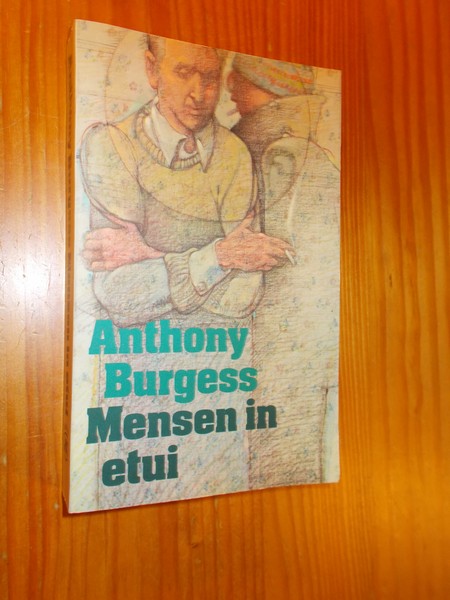 Anthony
Burgess
Mensen in
etui